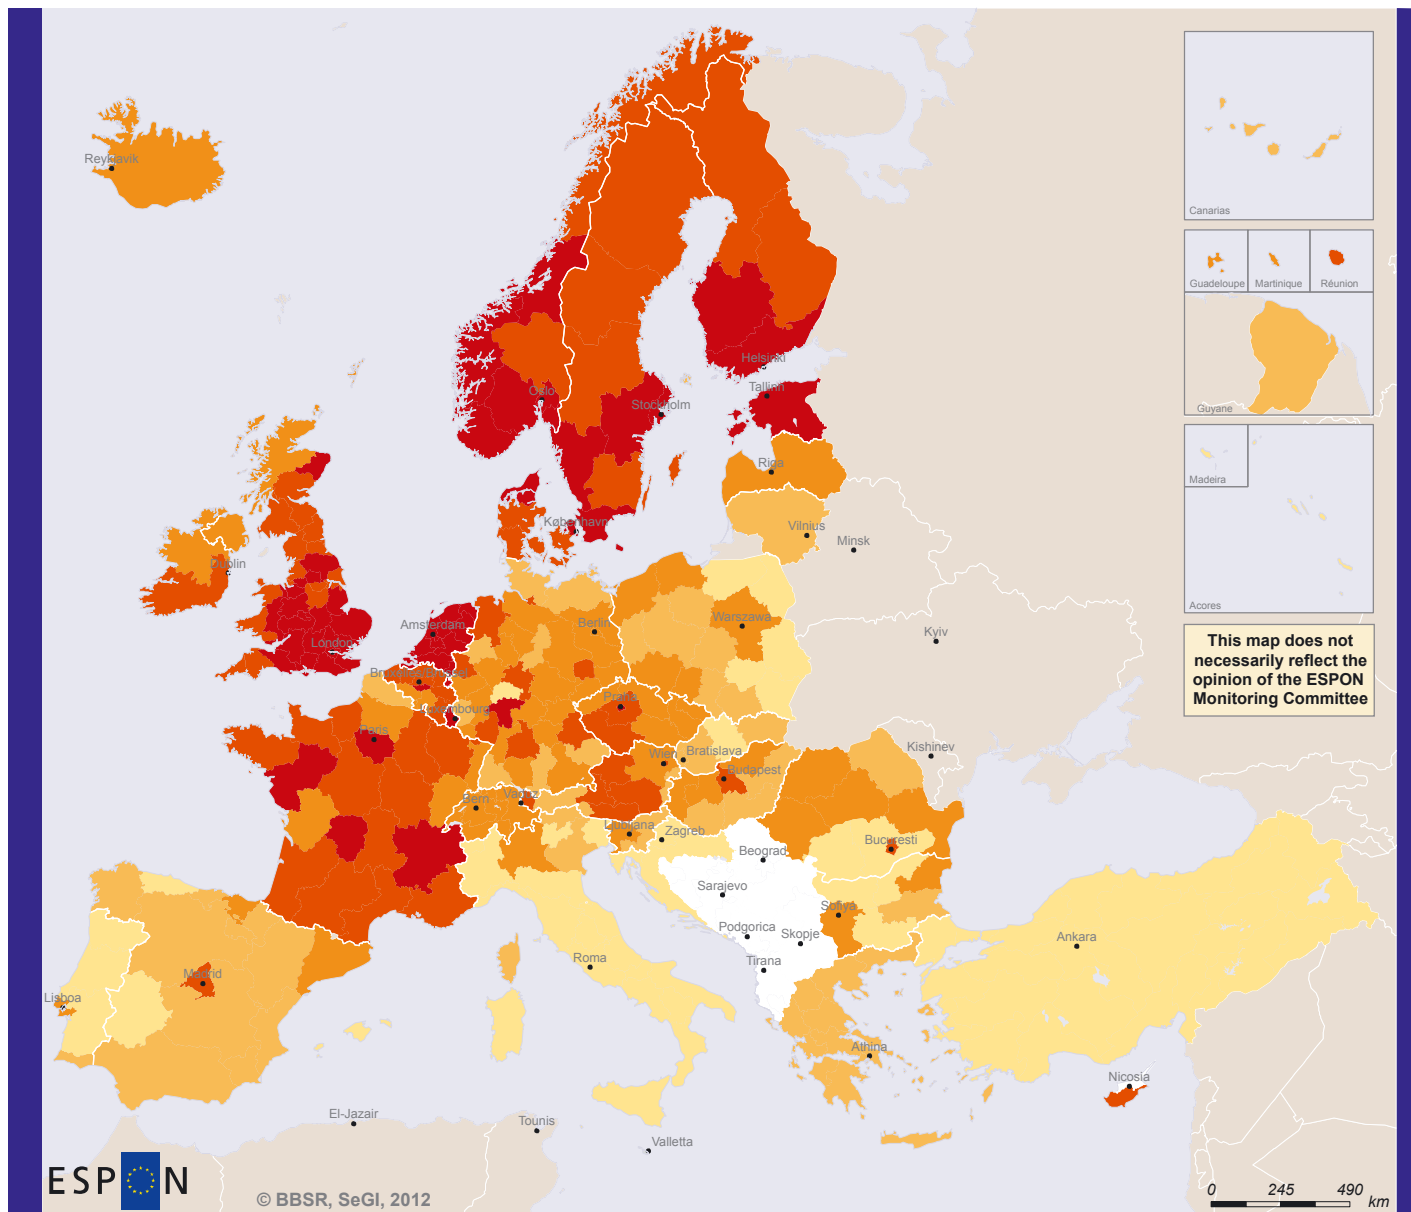 Reykjavik
Canarias
Guadeloupe
Martinique
Réunion
Guyane
Helsinki
Tallinn
Oslo
Stockholm
Riga
Madeira
København
Vilnius
Minsk
Dublin
Acores
Amsterdam
Berlin
Warszawa
London
Kyiv
This map does not
necessarily reflect the
opinion of the ESPON
Monitoring Committee
Praha
Luxembourg
Paris
Kishinev
Wien
Bratislava
Budapest
Bern
Vaduz
Ljubljana
Zagreb
Bucuresti
Beograd
Sarajevo
Sofiya
Podgorica
Skopje
Ankara
Roma
Tirana
Madrid
Lisboa
Athina
Nicosia
El-Jazair
Tounis
Valletta
ESPON
© BBSR, SeGI, 2012
0 245 490
km